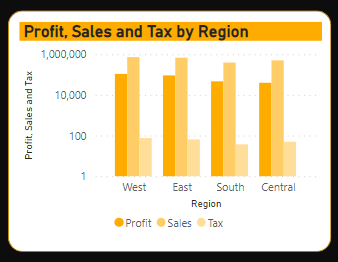 Profit, Sales and Tax by Region
1,000,000
10,000
100
1
Profit, Sales and Tax
West East South Central
Region
Profit Sales Tax